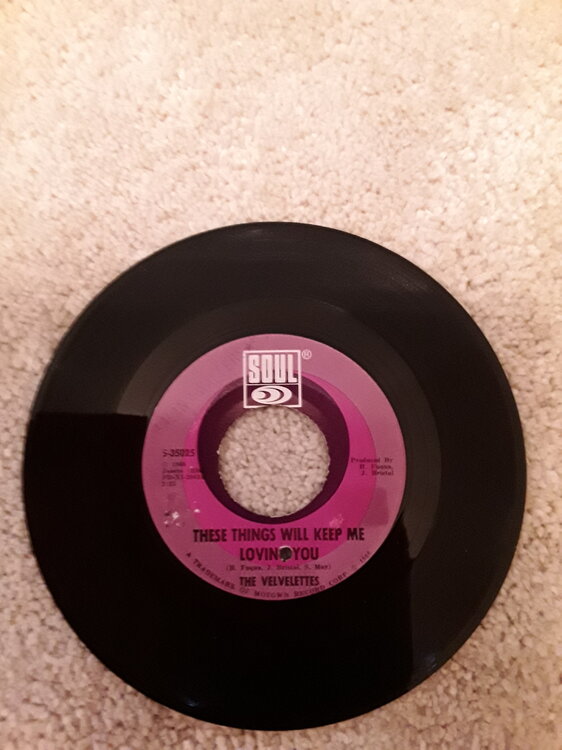 SOUL®
S-35025
Produced By
H. Fuqua,
J. Bristol
THESE THINGS WILL KEEP ME
LOVIN YOU
(H. Fuqua, J. Bristol, S. May)
THE VELVELETTES
A TRADEMARK OF MOTOWN RECORD CORP.